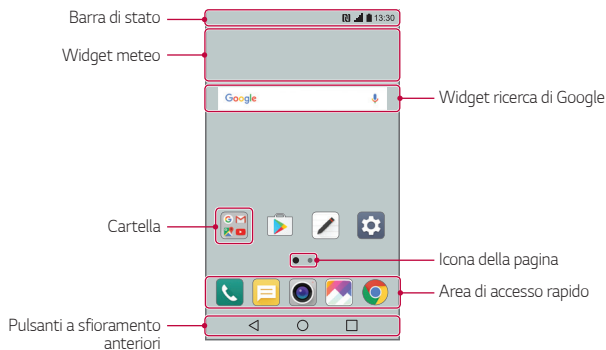 Barra di stato
13:30
Widget meteo
Google
Widget ricerca di Google
Cartella
G M
Icona della pagina
Area di accesso rapido
Pulsanti a sfioramento
anteriori